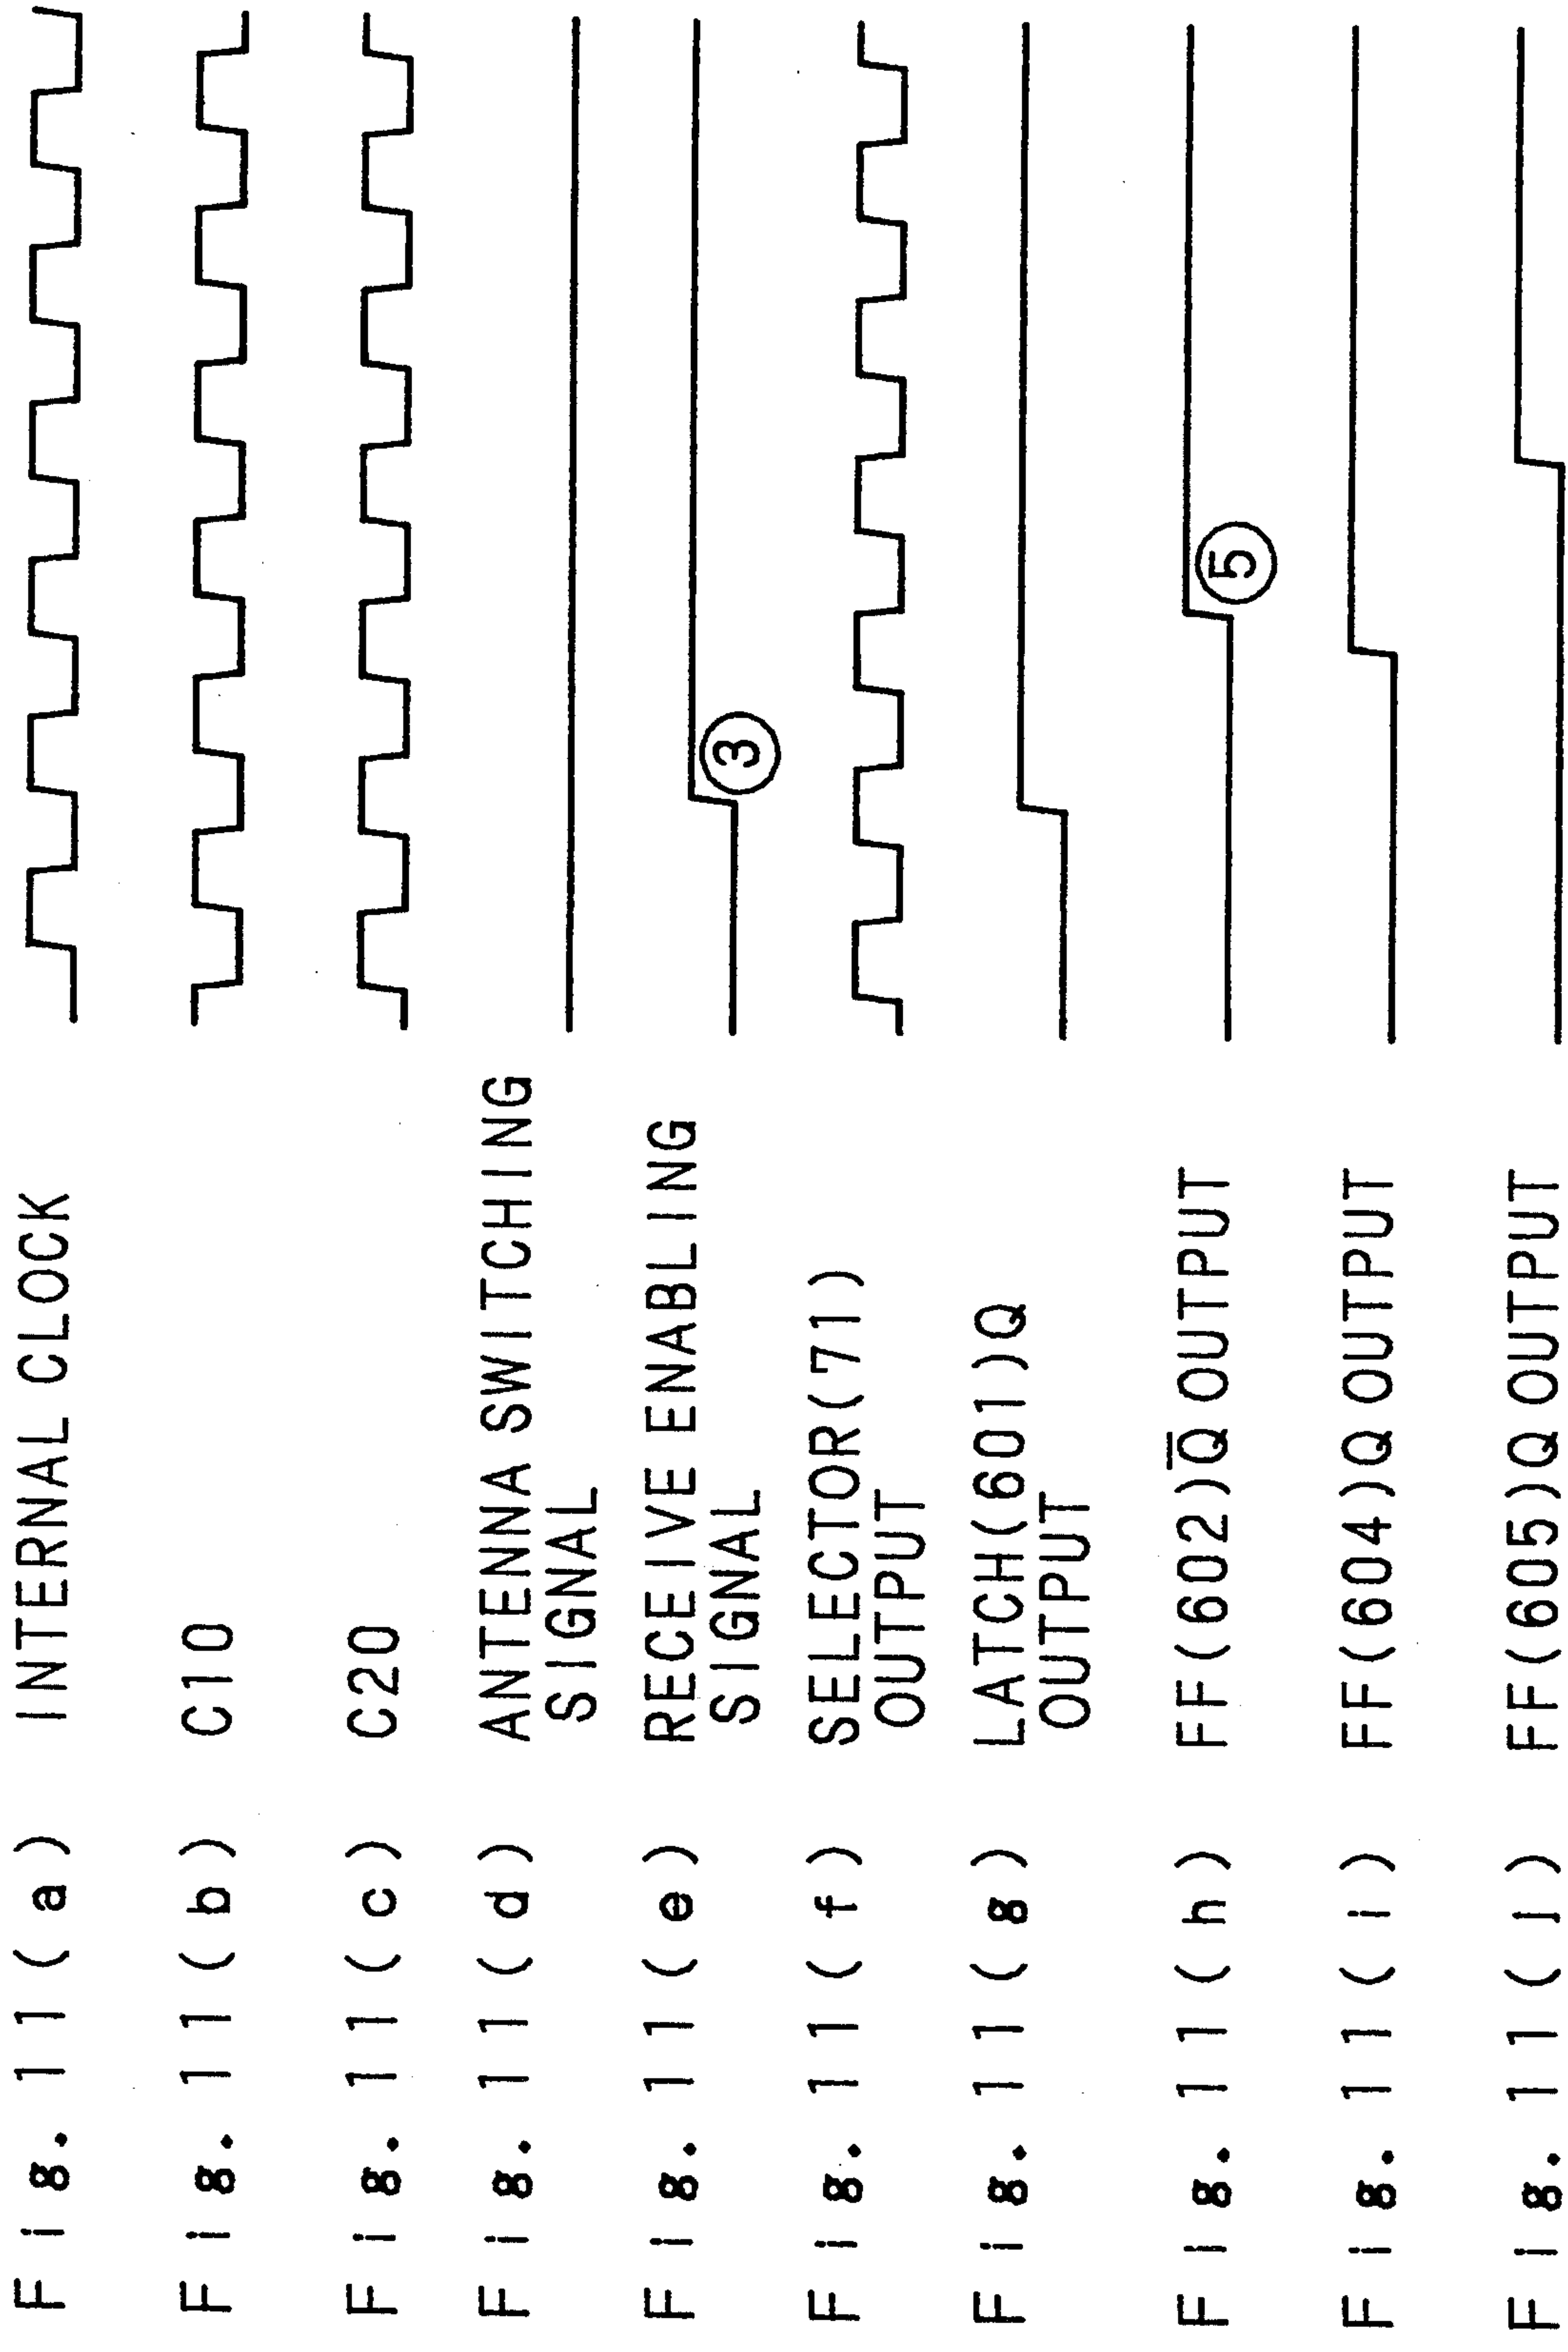 Fig. 11(a) INTERNAL CLOCK
Fig. 11(b) C10
Fig. 11(c) C20
Fig. 11(d) ANTENNA SWITCHING
SIGNAL
Fig. 11(e) RECEIVE ENABLING
SIGNAL
③
Fig. 11(f) SELECTOR(71)
OUTPUT
Fig. 11(g) LATCH(601)Q
OUTPUT
Fig. 11(h) FF(602)Q̅ OUTPUT
⑤
Fig. 11(i) FF(604)Q OUTPUT
Fig. 11(j) FF(605)Q OUTPUT